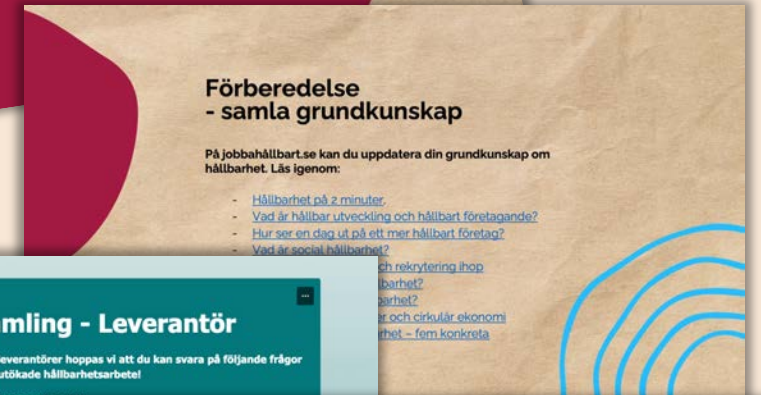 Förberedelse
- samla grundkunskap
På jobbahållbart.se kan du uppdatera din grundkunskap om
hållbarhet. Läs igenom:
- Hållbarhet på 2 minuter.
- Vad är hållbar utveckling och hållbart företagande?
- Hur ser en dag ut på ett mer hållbart företag?
- Vad är social hållbarhet?
ch rekrytering ihop
lbarhet?
barhet?
er och cirkulär ekonomi
rhet – fem konkreta
mling - Leverantör
everantörer hoppas vi att du kan svara på följande frågor
utökade hållbarhetsarbete!